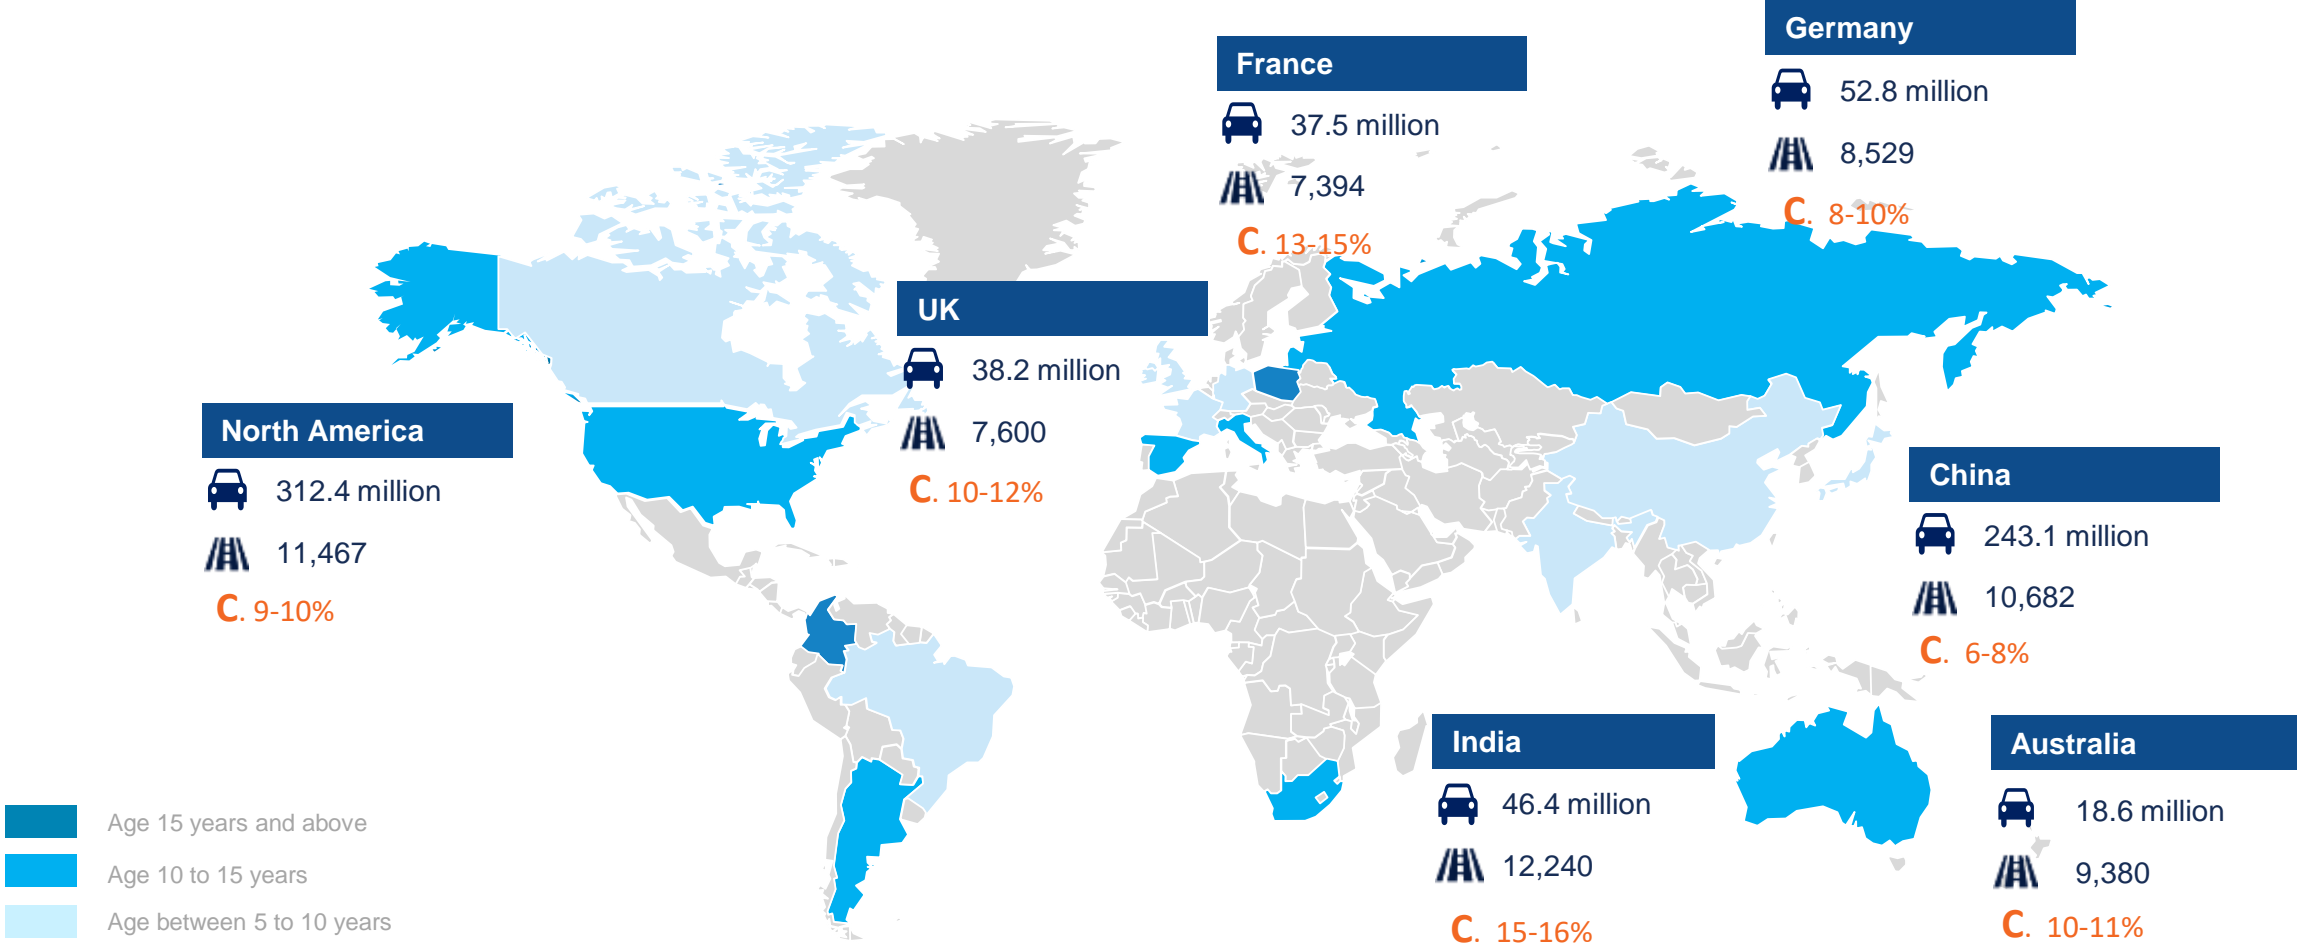 Germany
52.8 million
8,529
C. 8-10%
France
37.5 million
7,394
C. 13-15%
UK
38.2 million
7,600
C. 10-12%
North America
312.4 million
11,467
C. 9-10%
China
243.1 million
10,682
C. 6-8%
India
46.4 million
12,240
C. 15-16%
Australia
18.6 million
9,380
C. 10-11%
Age 15 years and above
Age 10 to 15 years
Age between 5 to 10 years